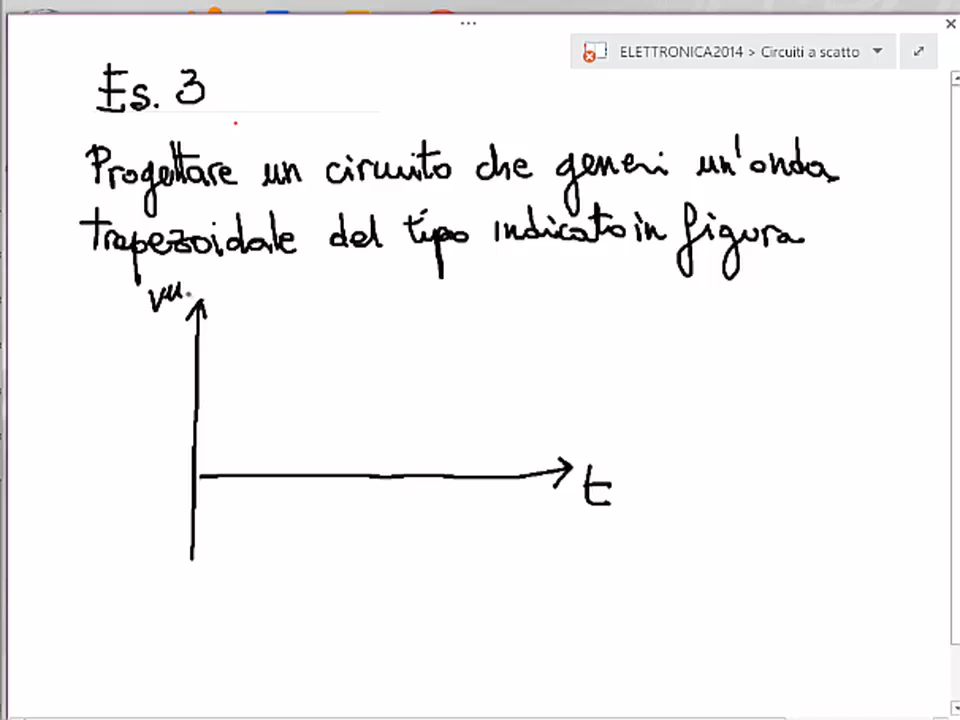 ELETTRONICA2014 > Circuiti a scatto
Es. 3
Progettare un circuito che generi un'onda
trapezoidale del tipo indicato in figura
vu
t